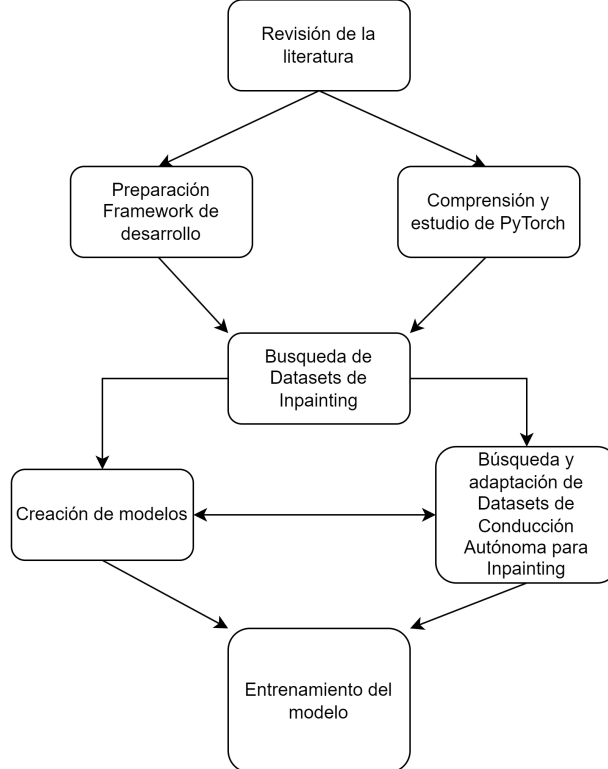 Revisión de la
literatura
Preparación
Framework de
desarrollo
Comprensión y
estudio de PyTorch
Busqueda de
Datasets de
Inpainting
Creación de modelos
Búsqueda y
adaptación de
Datasets de
Conducción
Autónoma para
Inpainting
Entrenamiento del
modelo